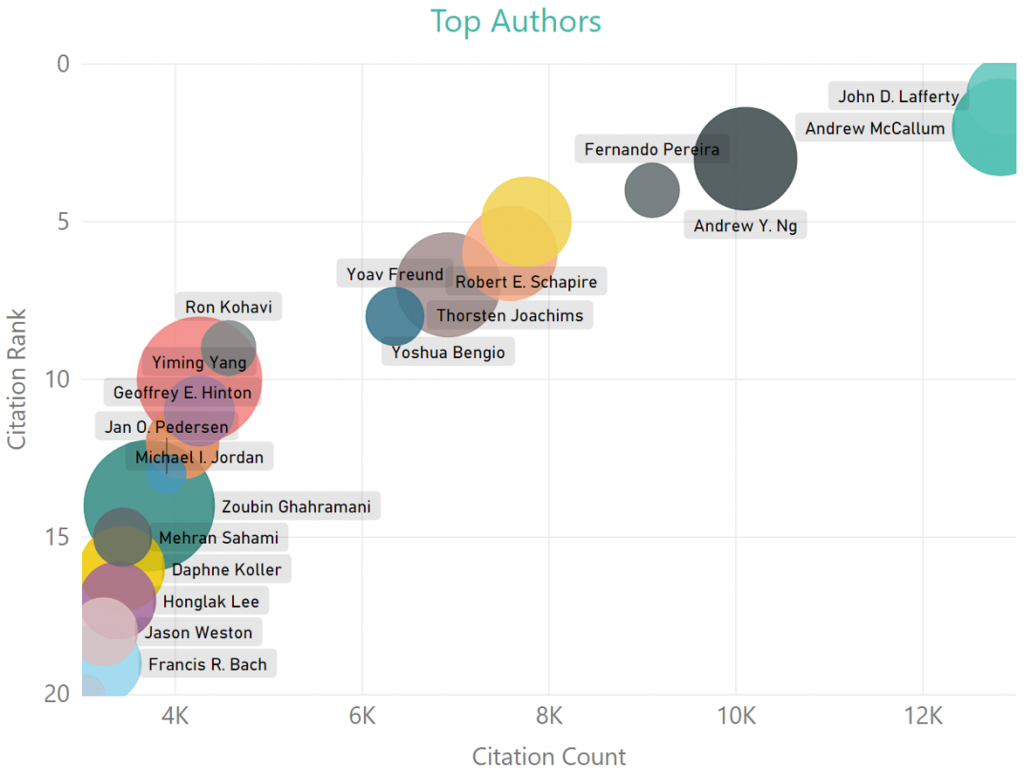 Top Authors
0
John D. Lafferty
Andrew McCallum
Fernando Pereira
5
Andrew Y. Ng
Yoav Freund
Robert E. Schapire
Ron Kohavi
Thorsten Joachims
Yoshua Bengio
Yiming Yang
10
Geoffrey E. Hinton
Jan O. Pedersen
Michael I. Jordan
Zoubin Ghahramani
15
Mehran Sahami
Daphne Koller
Honglak Lee
Jason Weston
Francis R. Bach
20
Citation Rank
4K 6K 8K 10K 12K
Citation Count